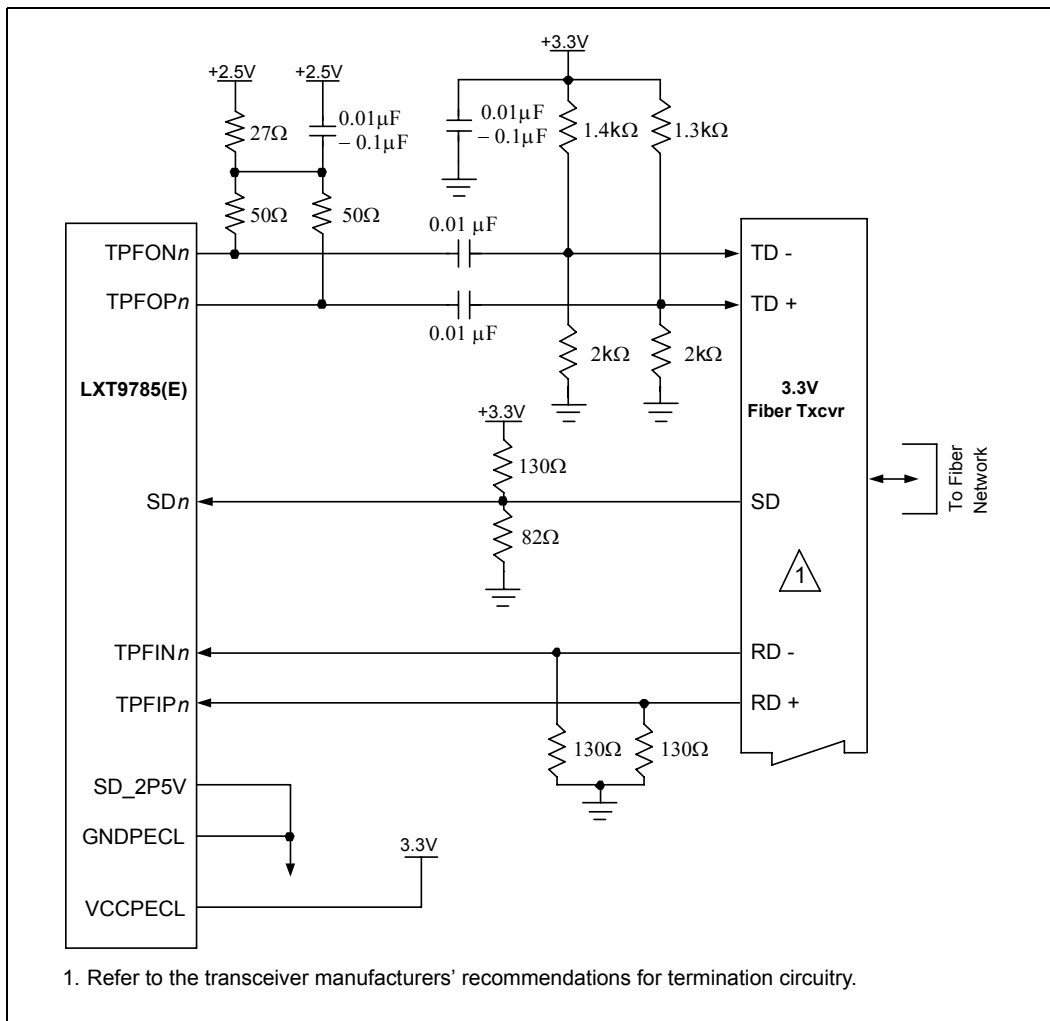 +3.3V
+2.5V
+2.5V
27Ω
0.01μF
– 0.1μF
0.01μF
– 0.1μF
1.4kΩ
1.3kΩ
50Ω
50Ω
0.01 μF
TPFONn
TD -
TPFOPn
TD +
0.01 μF
2kΩ
2kΩ
LXT9785(E)
3.3V
Fiber Txcvr
+3.3V
130Ω
To Fiber
Network
SDn
SD
82Ω
1
TPFINn
RD -
TPFIPn
RD +
130Ω
130Ω
SD_2P5V
GNDPECL
3.3V
VCCPECL
1. Refer to the transceiver manufacturers’ recommendations for termination circuitry.